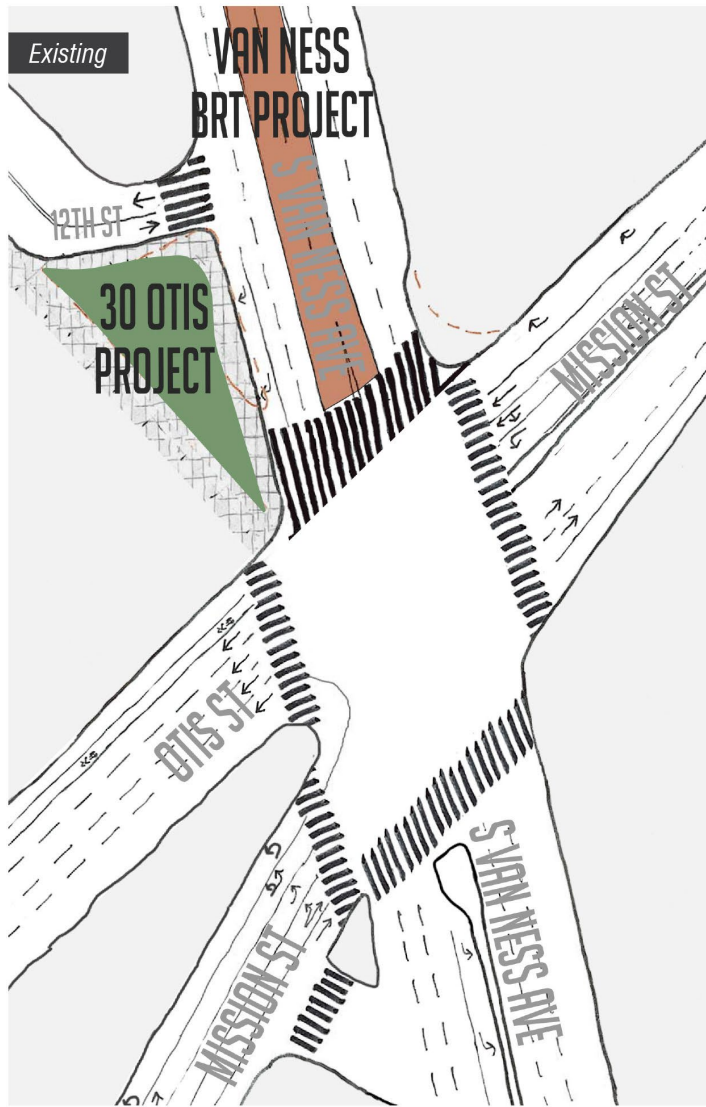 Existing
VAN NESS
BRT PROJECT
S VAN NESS AVE
12TH ST
30 OTIS
PROJECT
MISSION ST
OTIS ST
MISSION ST
S VAN NESS AVE